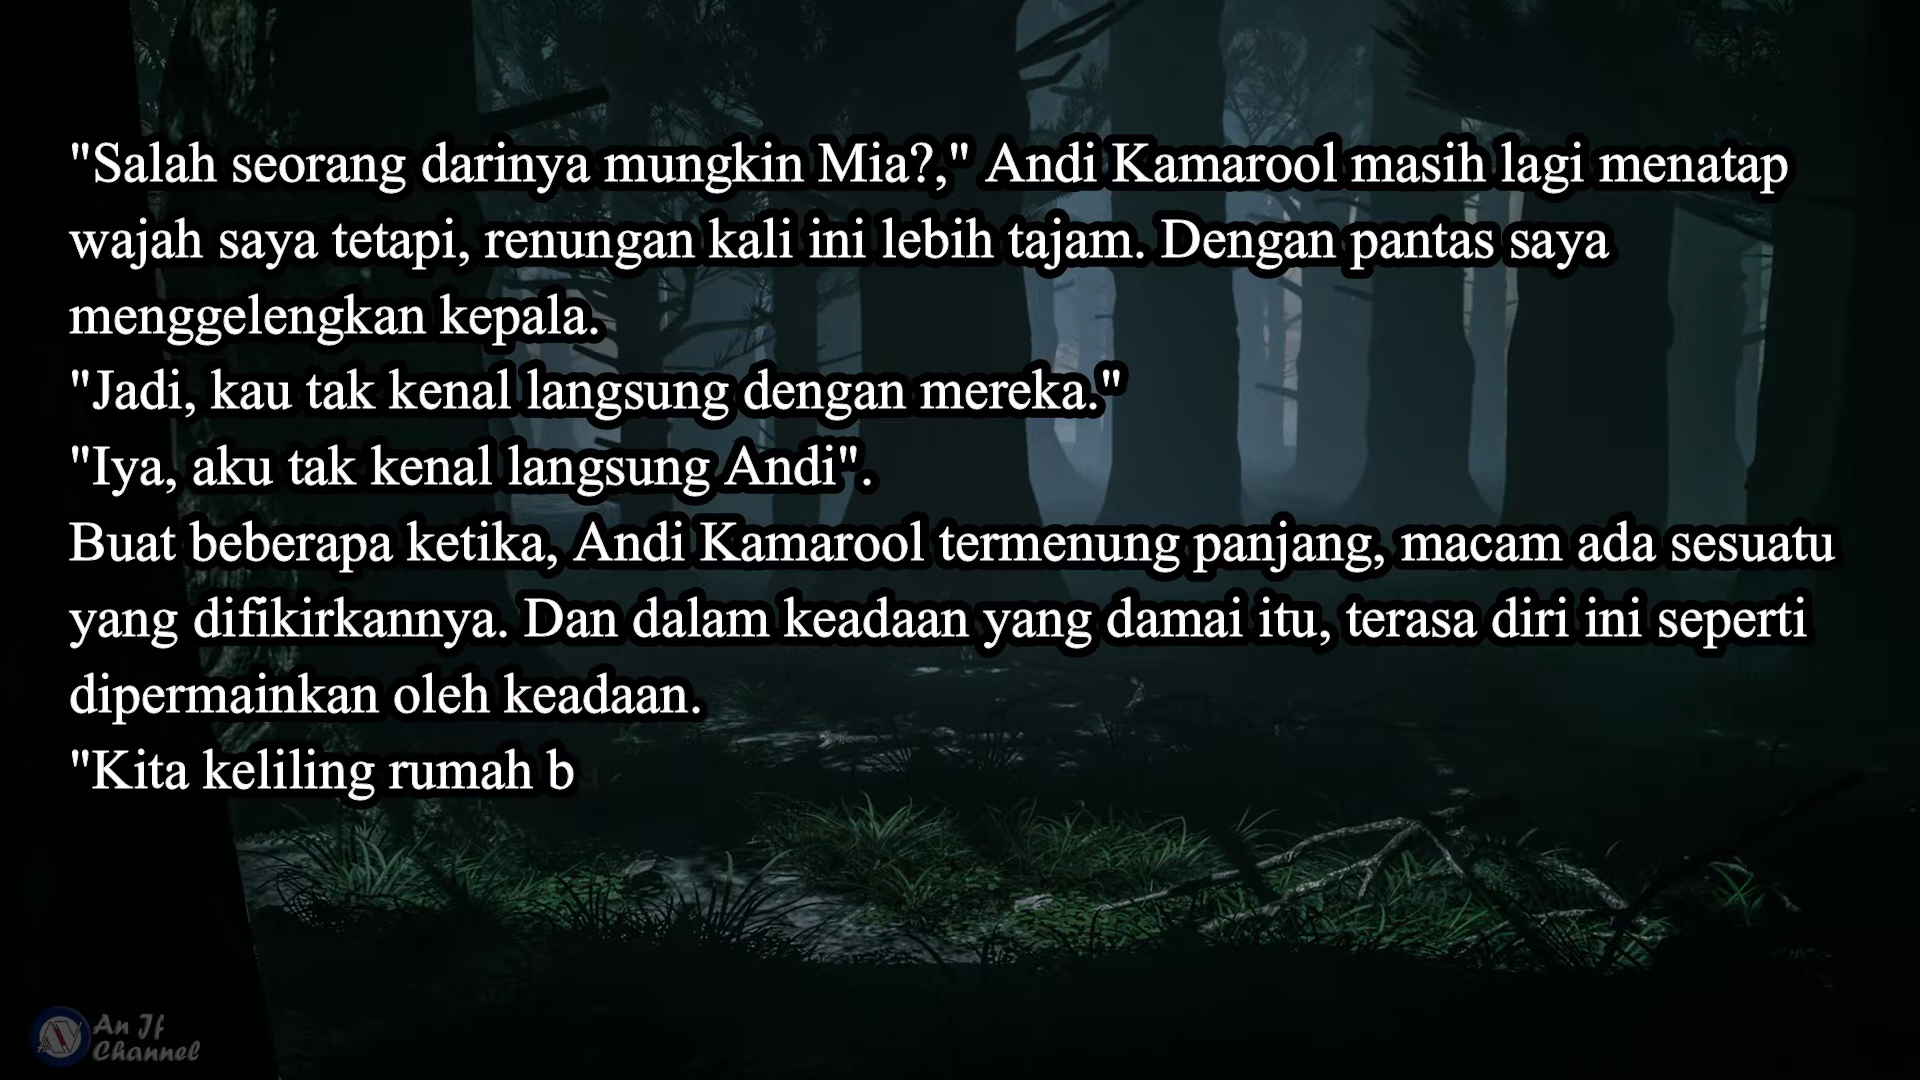 "Salah seorang darinya mungkin Mia?," Andi Kamarool masih lagi menatap
wajah saya tetapi, renungan kali ini lebih tajam. Dengan pantas saya
menggelengkan kepala.
"Jadi, kau tak kenal langsung dengan mereka."
"Iya, aku tak kenal langsung Andi".
Buat beberapa ketika, Andi Kamarool termenung panjang, macam ada sesuatu
yang difikirkannya. Dan dalam keadaan yang damai itu, terasa diri ini seperti
dipermainkan oleh keadaan.
"Kita keliling rumah b
An If
Channel